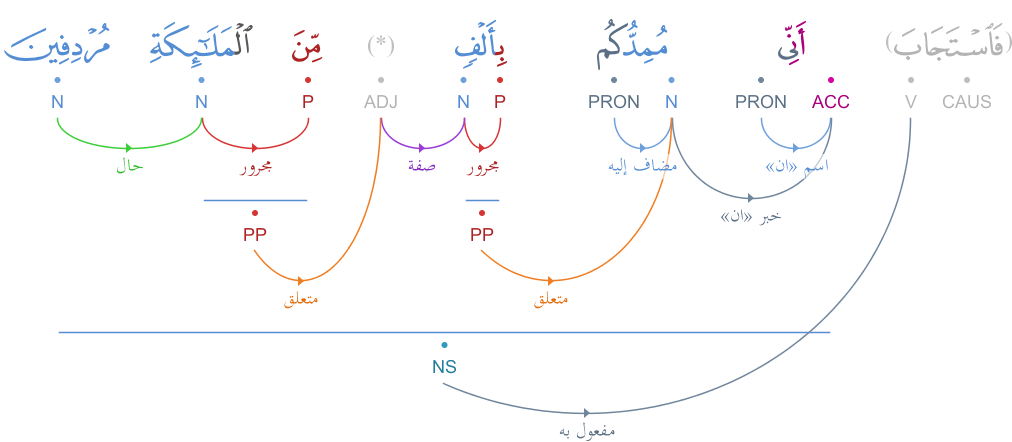 (فَٱسْتَجَابَ) أَنِّى مُمِدُّكُم بِأَلْفٍ (*) مِّنَ ٱلْمَلَٰٓئِكَةِ مُرْدِفِينَ
CAUS V ACC PRON N PRON P N ADJ P N N
اسم «ان» مضاف إليه مجرور صفة مجرور حال
خبر «ان»
PP PP
متعلق متعلق
NS
مفعول به